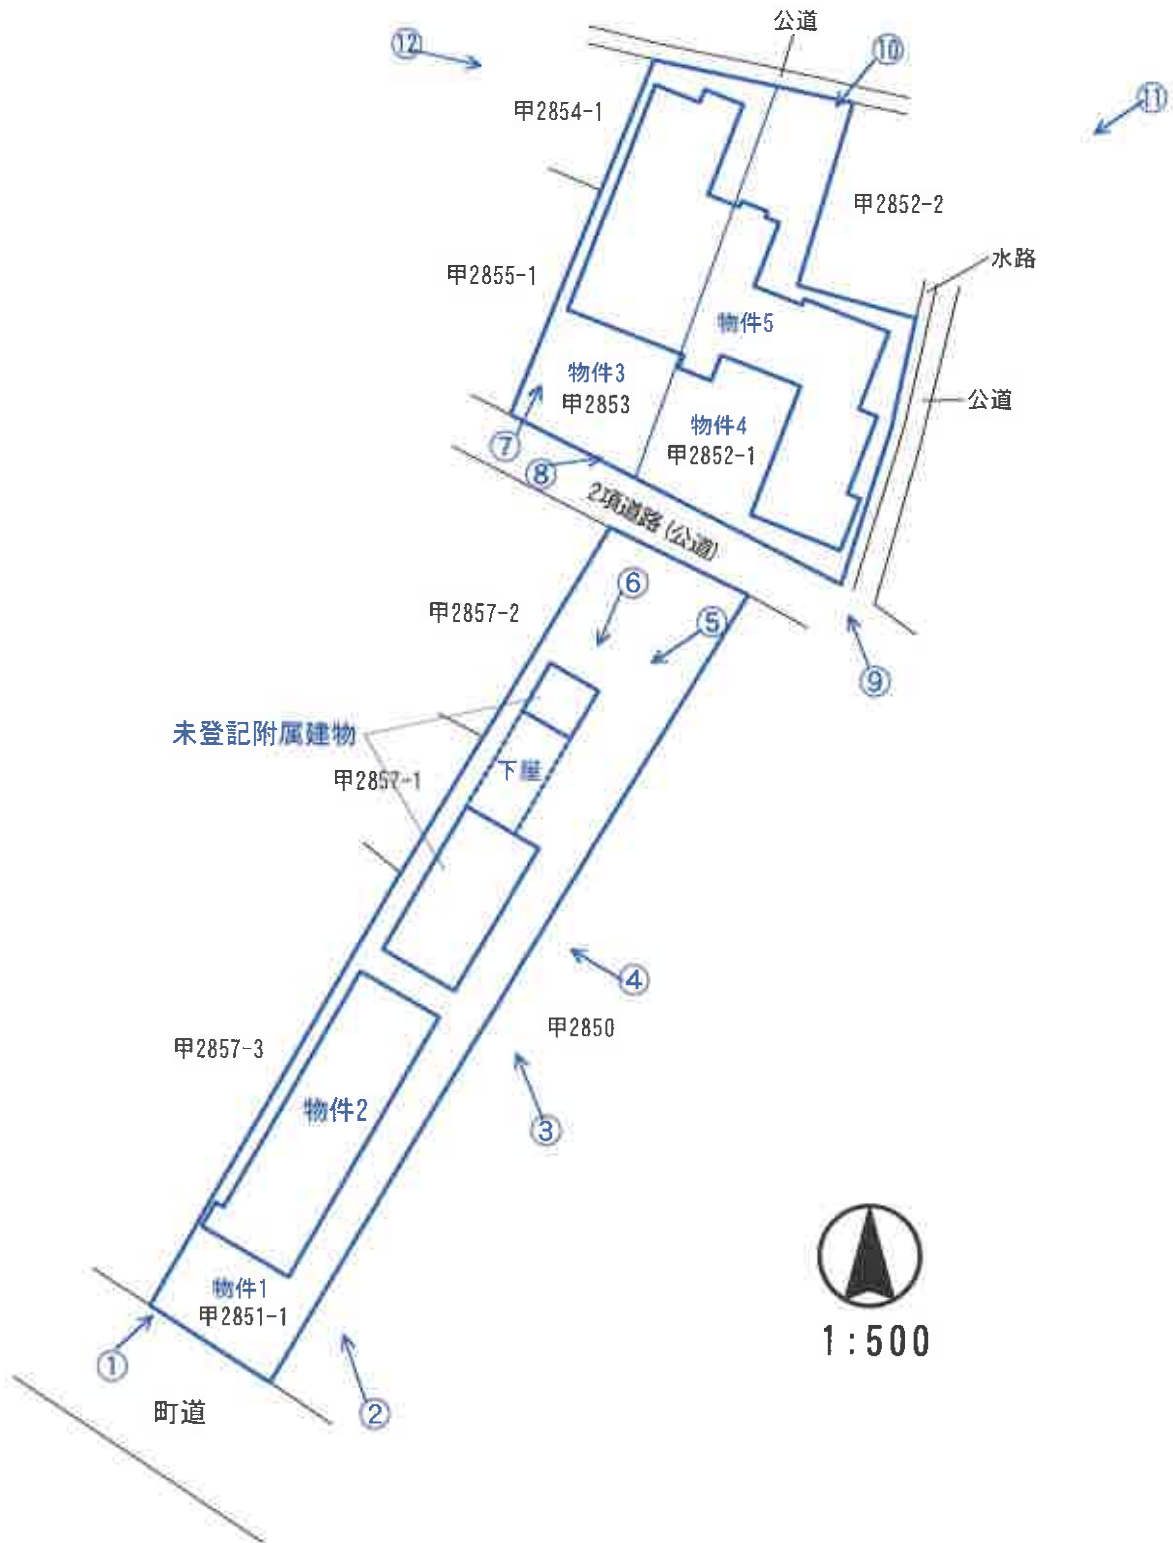 公道
⑫
⑩
⑪
甲2854-1
甲2852-2
水路
甲2855-1
物件5
物件3
甲2853
公道
物件4
甲2852-1
⑦
⑧
2項道路(公道)
⑥
甲2857-2
⑤
⑨
未登記附属建物
下屋
甲2857-1
④
甲2850
甲2857-3
物件2
③
物件1
甲2851-1
1:500
①
町道
②